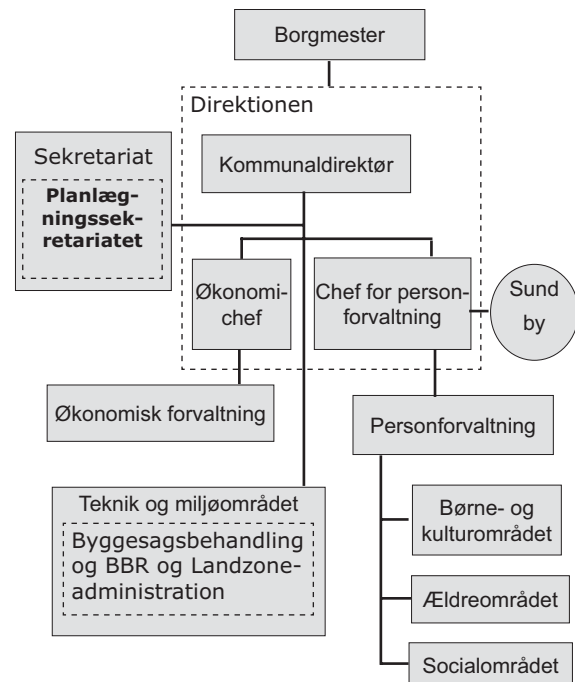 Borgmester
Direktionen
Sekretariat
Planlæg-
ningssek-
retariatet
Kommunaldirektør
Økonomi-
chef
Chef for person-
forvaltning
Sund
by
Økonomisk forvaltning
Personforvaltning
Teknik og miljøområdet
Byggesagsbehandling
og BBR og Landzone-
administration
Børne- og
kulturområdet
Ældreområdet
Socialområdet